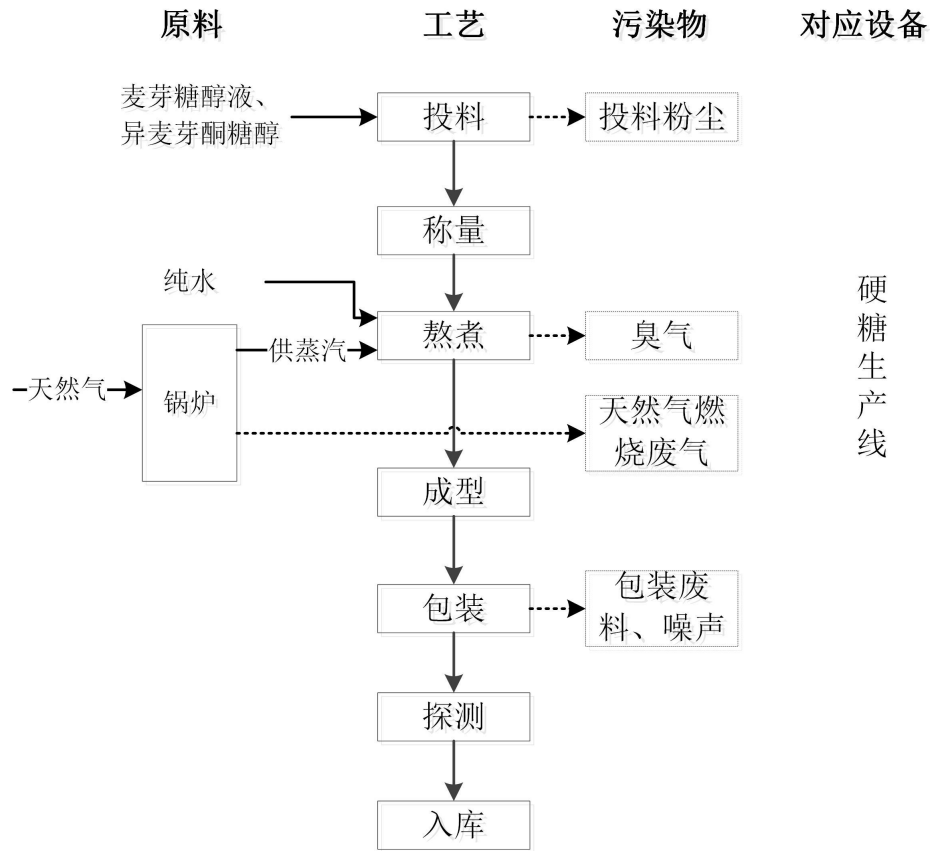 原料 工艺 污染物 对应设备
麦芽糖醇液、
异麦芽酮糖醇
投料
投料粉尘
称量
纯水
供蒸汽
熬煮
臭气
天然气
锅炉
天然气燃
烧废气
硬
糖
生
产
线
成型
包装
包装废
料、噪声
探测
入库